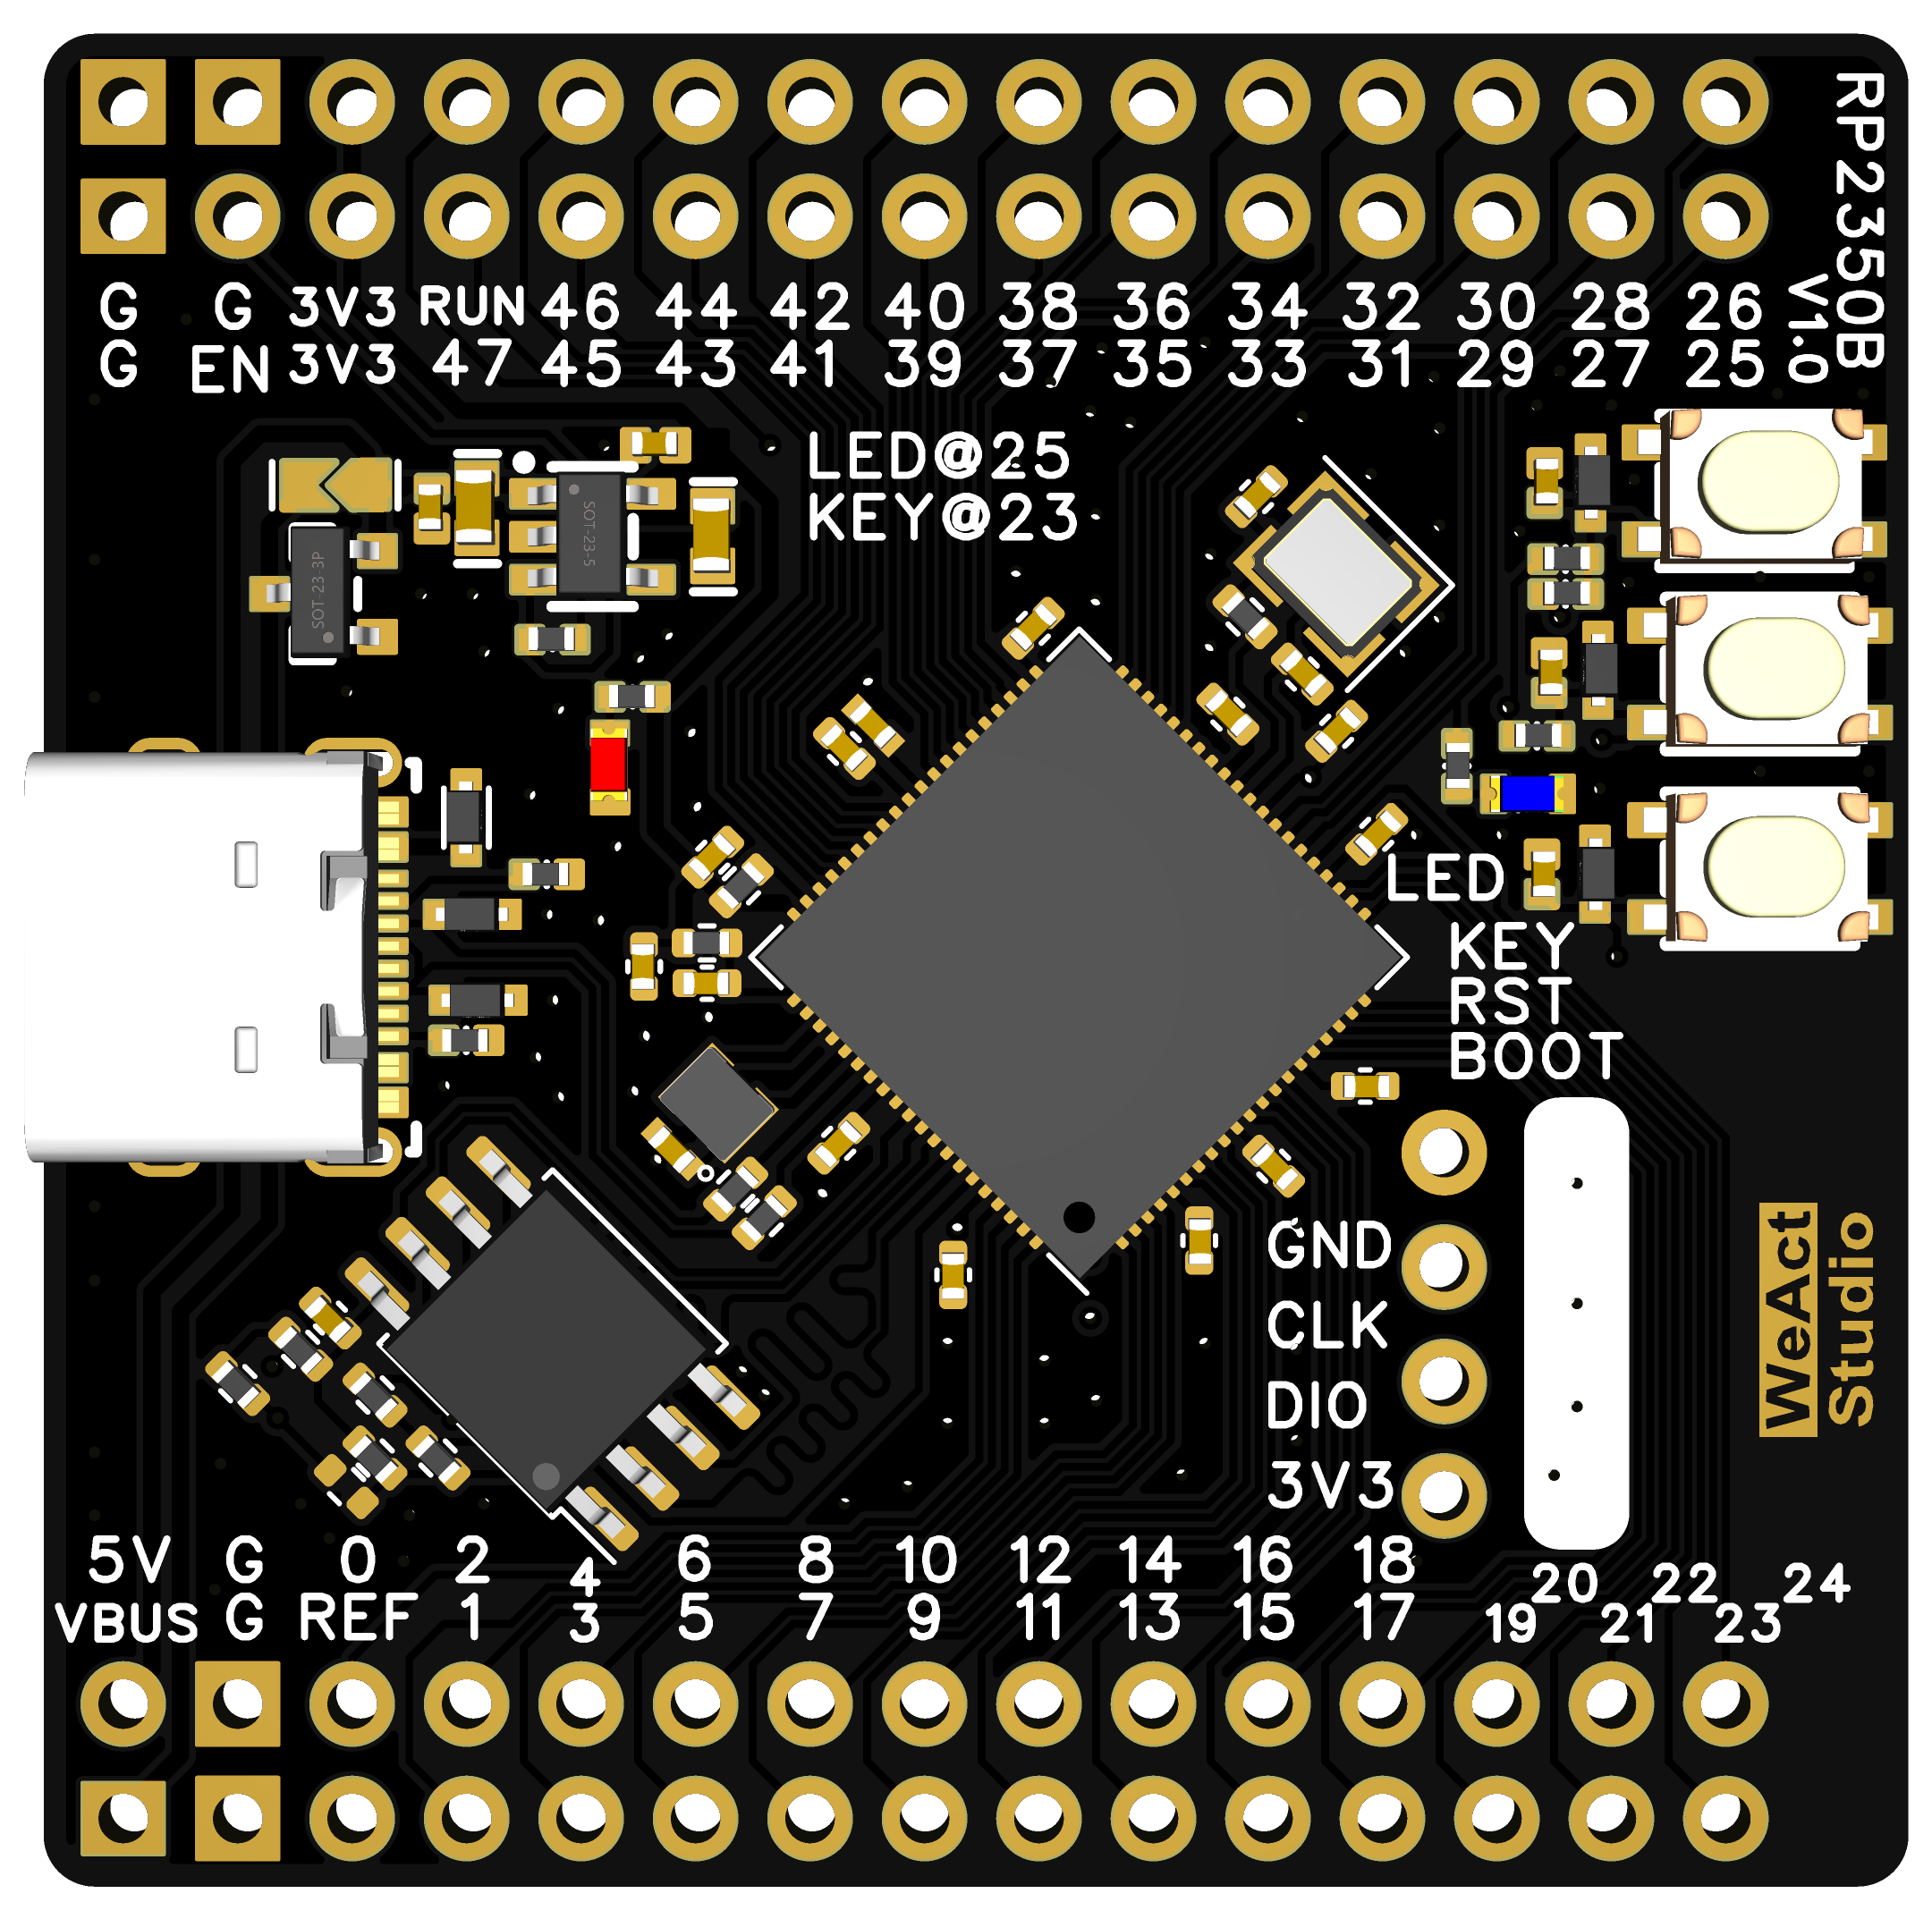 RP2350B
V1.0
G G 3V3 RUN 46 44 42 40 38 36 34 32 30 28 26
G EN 3V3 47 45 43 41 39 37 35 33 31 29 27 25
LED@25
KEY@23
SOT-23-5
SOT-23 3P
LED
KEY
RST
BOOT
GND
CLK
DIO
3V3
WeAct
Studio
5V G 0 2 4 6 8 10 12 14 16 18 20 22 24
VBUS G REF 1 3 5 7 9 11 13 15 17 19 21 23